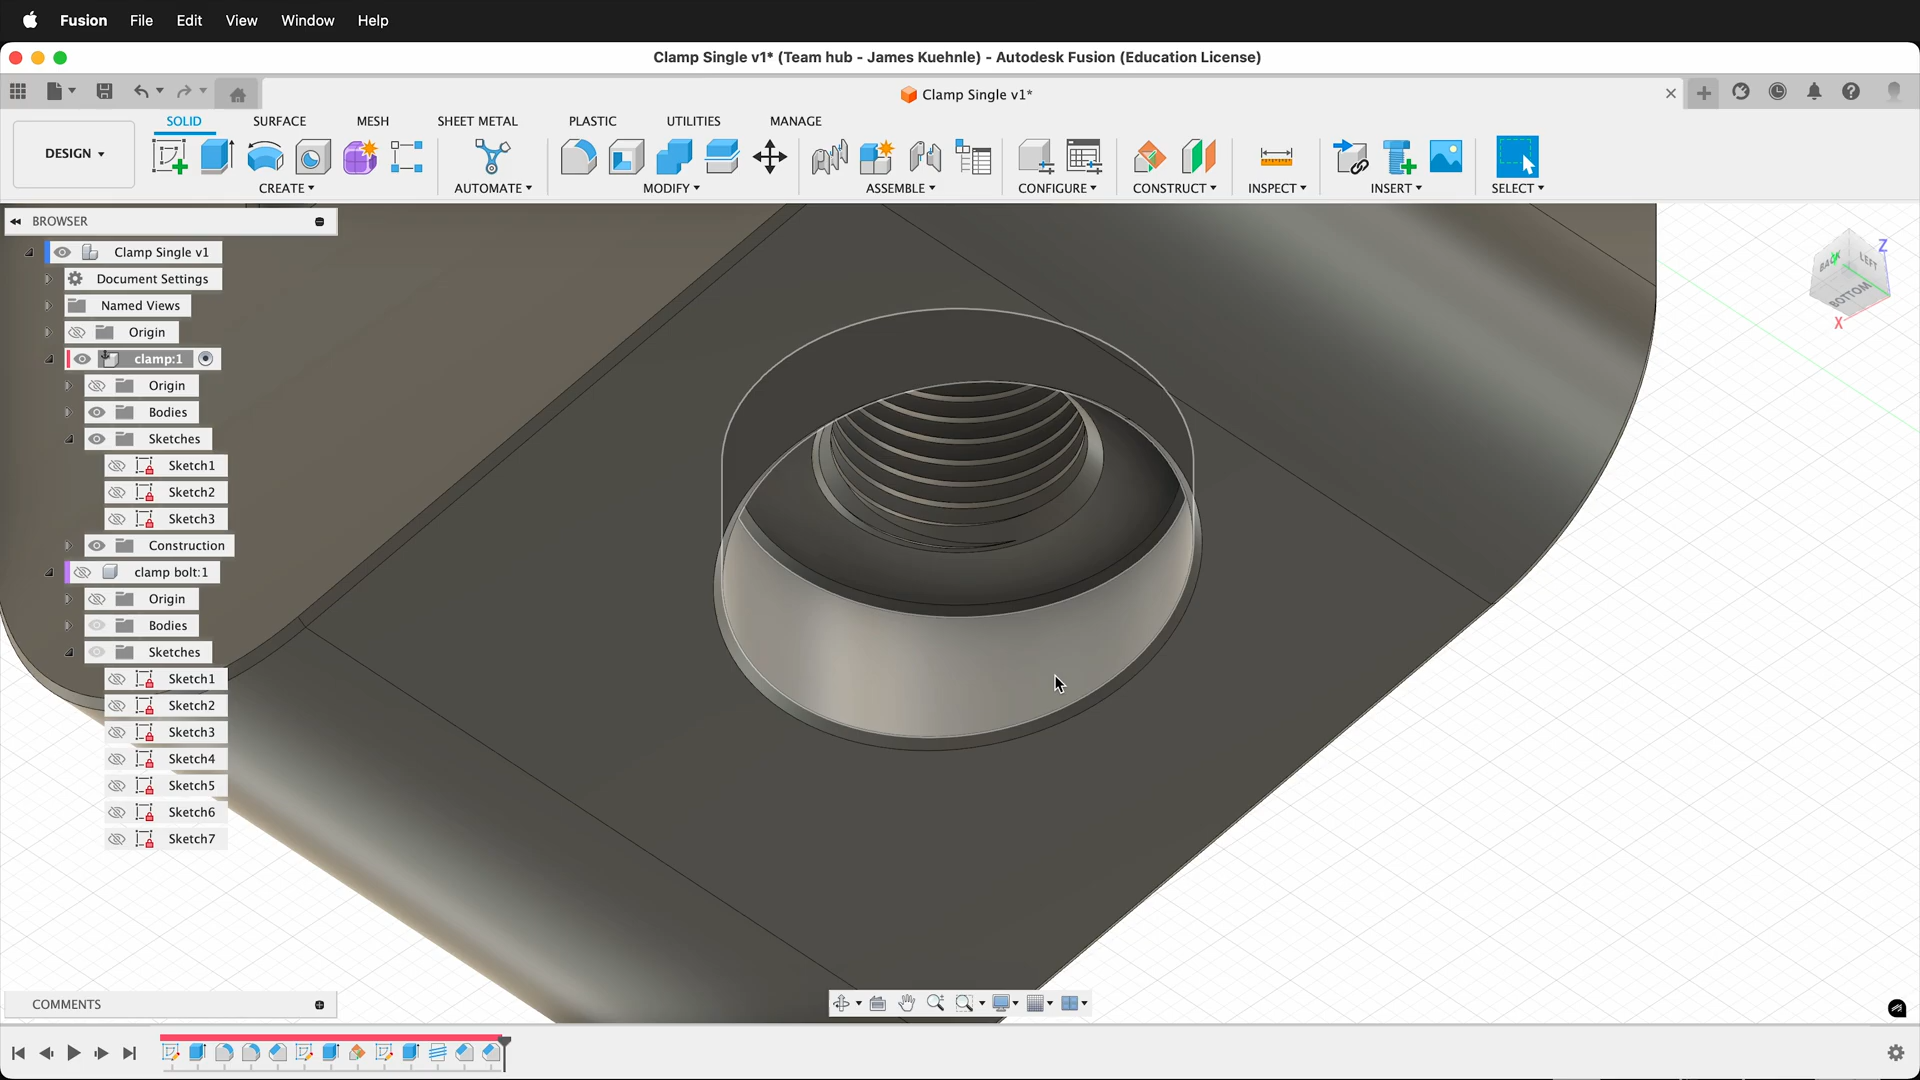 Fusion File Edit View Window Help
Clamp Single v1* (Team hub - James Kuehnle) - Autodesk Fusion (Education License)
Clamp Single v1*
SOLID SURFACE MESH SHEET METAL PLASTIC UTILITIES MANAGE
DESIGN
CREATE AUTOMATE MODIFY ASSEMBLE CONFIGURE CONSTRUCT INSPECT INSERT SELECT
BROWSER
Clamp Single v1
Document Settings
Named Views
Origin
clamp:1
Origin
Bodies
Sketches
Sketch1
Sketch2
Sketch3
Construction
clamp bolt:1
Origin
Bodies
Sketches
Sketch1
Sketch2
Sketch3
Sketch4
Sketch5
Sketch6
Sketch7
Z
BACK LEFT
BOTTOM
X
COMMENTS